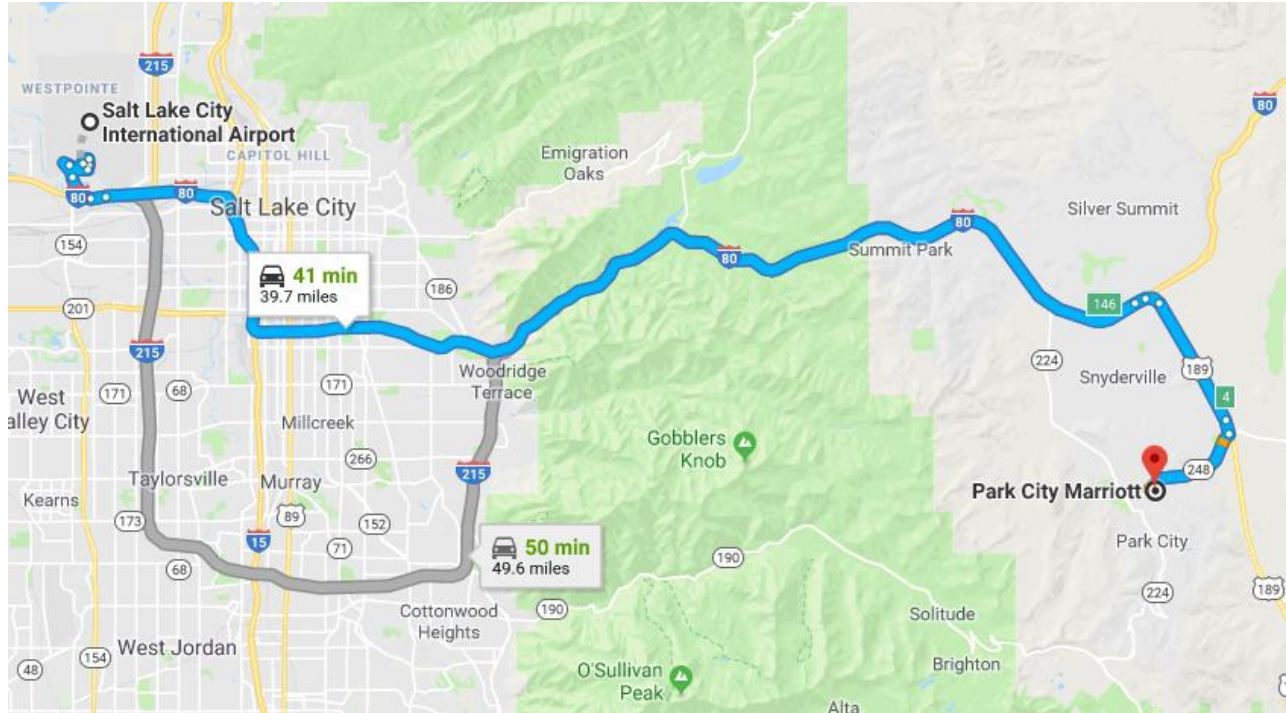 215
80
WESTPOINTE
Salt Lake City
International Airport
CAPITOL HILL
Emigration
Oaks
80
80
Salt Lake City
Silver Summit
154
80
80
Summit Park
41 min
39.7 miles
186
201
146
215
Woodridge
Terrace
224
189
Snyderville
171
68
171
4
West
alley City
Millcreek
Gobblers
Knob
266
215
248
Taylorsville
Murray
Park City Marriott
Kearns
89
173
152
15
71
50 min
49.6 miles
Park City
68
190
189
224
Cottonwood
Heights
190
Solitude
West Jordan
154
48
O'Sullivan
Peak
Brighton
Alta